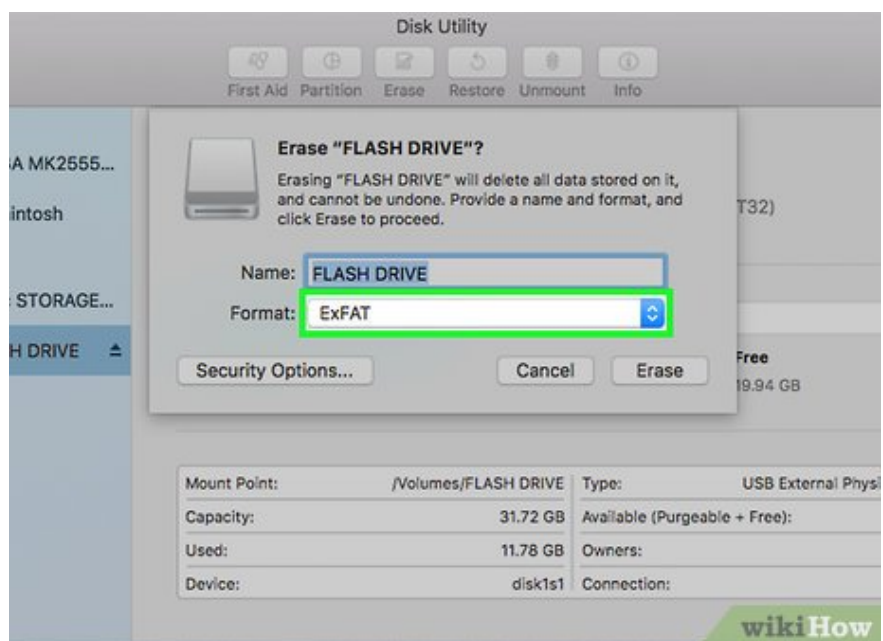 Disk Utility
First Aid Partition Erase Restore Unmount Info
A MK2555...
intosh
STORAGE...
H DRIVE
Erase "FLASH DRIVE"?
Erasing "FLASH DRIVE" will delete all data stored on it,
and cannot be undone. Provide a name and format, and
click Erase to proceed.
Name: FLASH DRIVE
Format: ExFAT
Security Options... Cancel Erase
T32)
Free
19.94 GB
Mount Point: /Volumes/FLASH DRIVE Type: USB External Physi
Capacity: 31.72 GB Available (Purgeable + Free):
Used: 11.78 GB Owners:
Device: disk1s1 Connection:
wikiHow